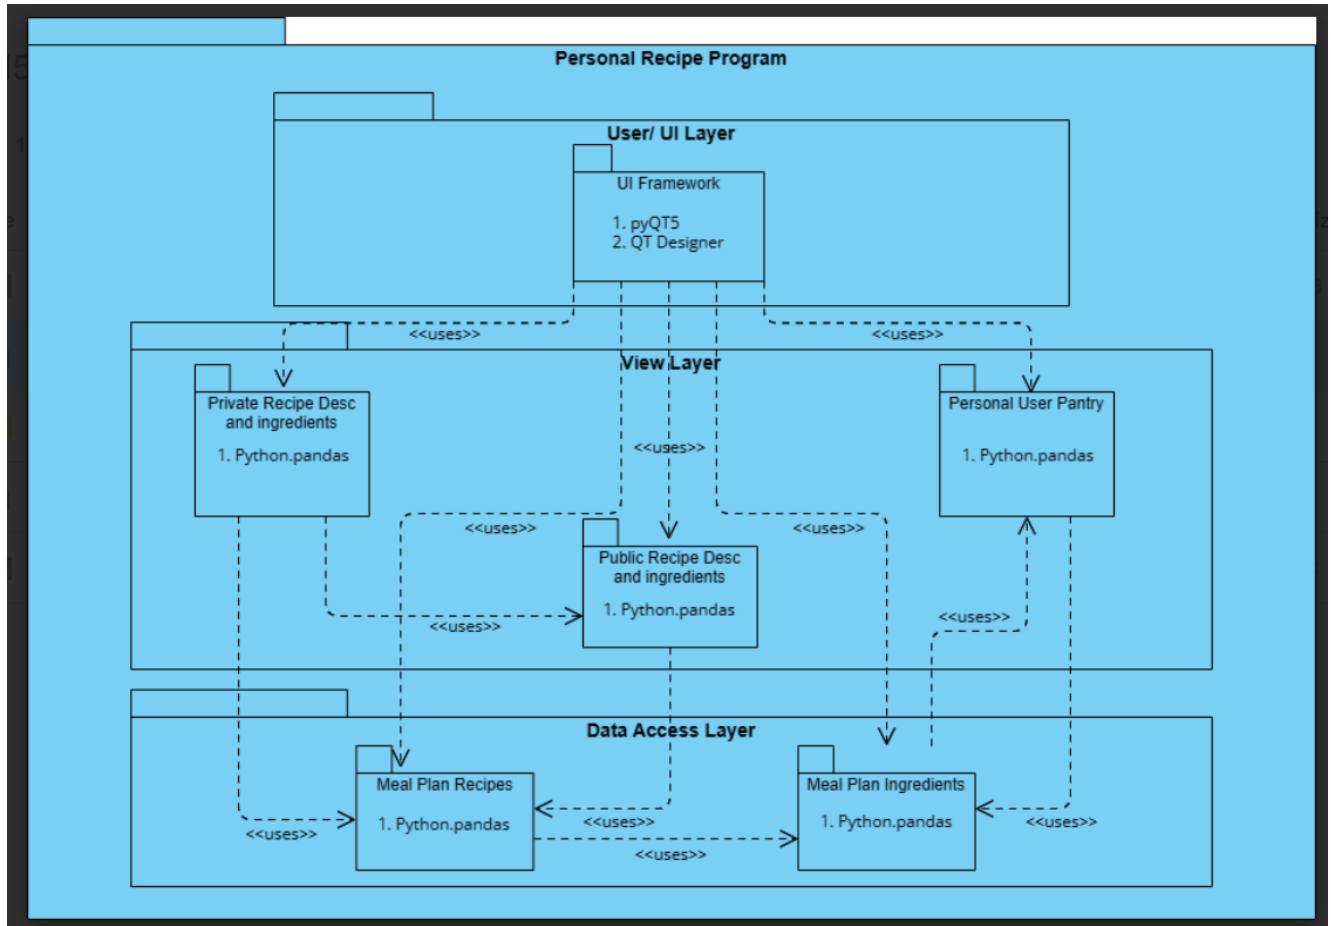 Personal Recipe Program
User/ UI Layer
UI Framework
1. pyQT5
2. QT Designer
<<uses>>
<<uses>>
View Layer
Private Recipe Desc
and ingredients
1. Python.pandas
Personal User Pantry
1. Python.pandas
<<uses>>
<<uses>>
<<uses>>
Public Recipe Desc
and ingredients
1. Python.pandas
<<uses>>
<<uses>>
Data Access Layer
Meal Plan Recipes
1. Python.pandas
Meal Plan Ingredients
1. Python.pandas
<<uses>>
<<uses>>
<<uses>>
<<uses>>